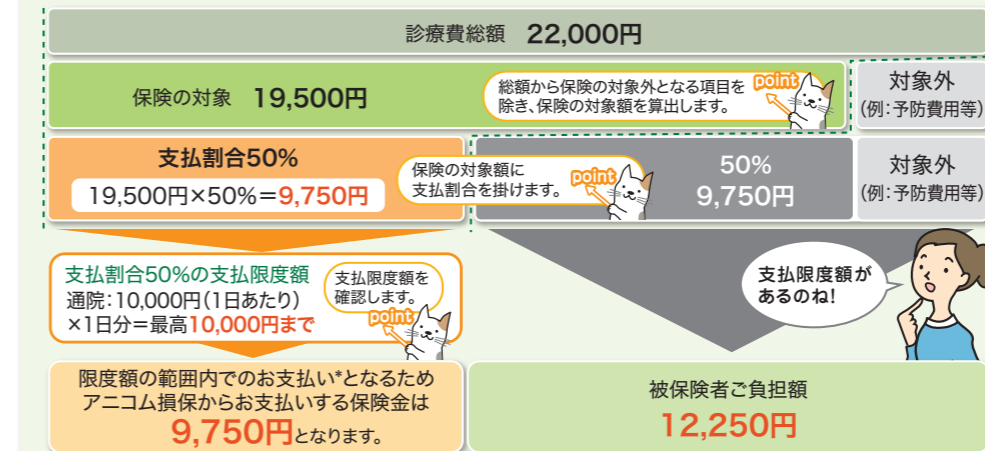 診療費総額 22,000円
保険の対象 19,500円
総額から保険の対象外となる項目を
除き、保険の対象額を算出します。
point
対象外
(例:予防費用等)
支払割合50%
19,500円×50%=9,750円
保険の対象額に
支払割合を掛けます。
point
50%
9,750円
対象外
(例:予防費用等)
支払割合50%の支払限度額
通院:10,000円(1日あたり)
×1日分=最高10,000円まで
支払限度額を
確認します。
point
支払限度額が
あるのね!
限度額の範囲内でのお支払い*となるため
アニコム損保からお支払いする保険金は
9,750円となります。
被保険者ご負担額
12,250円